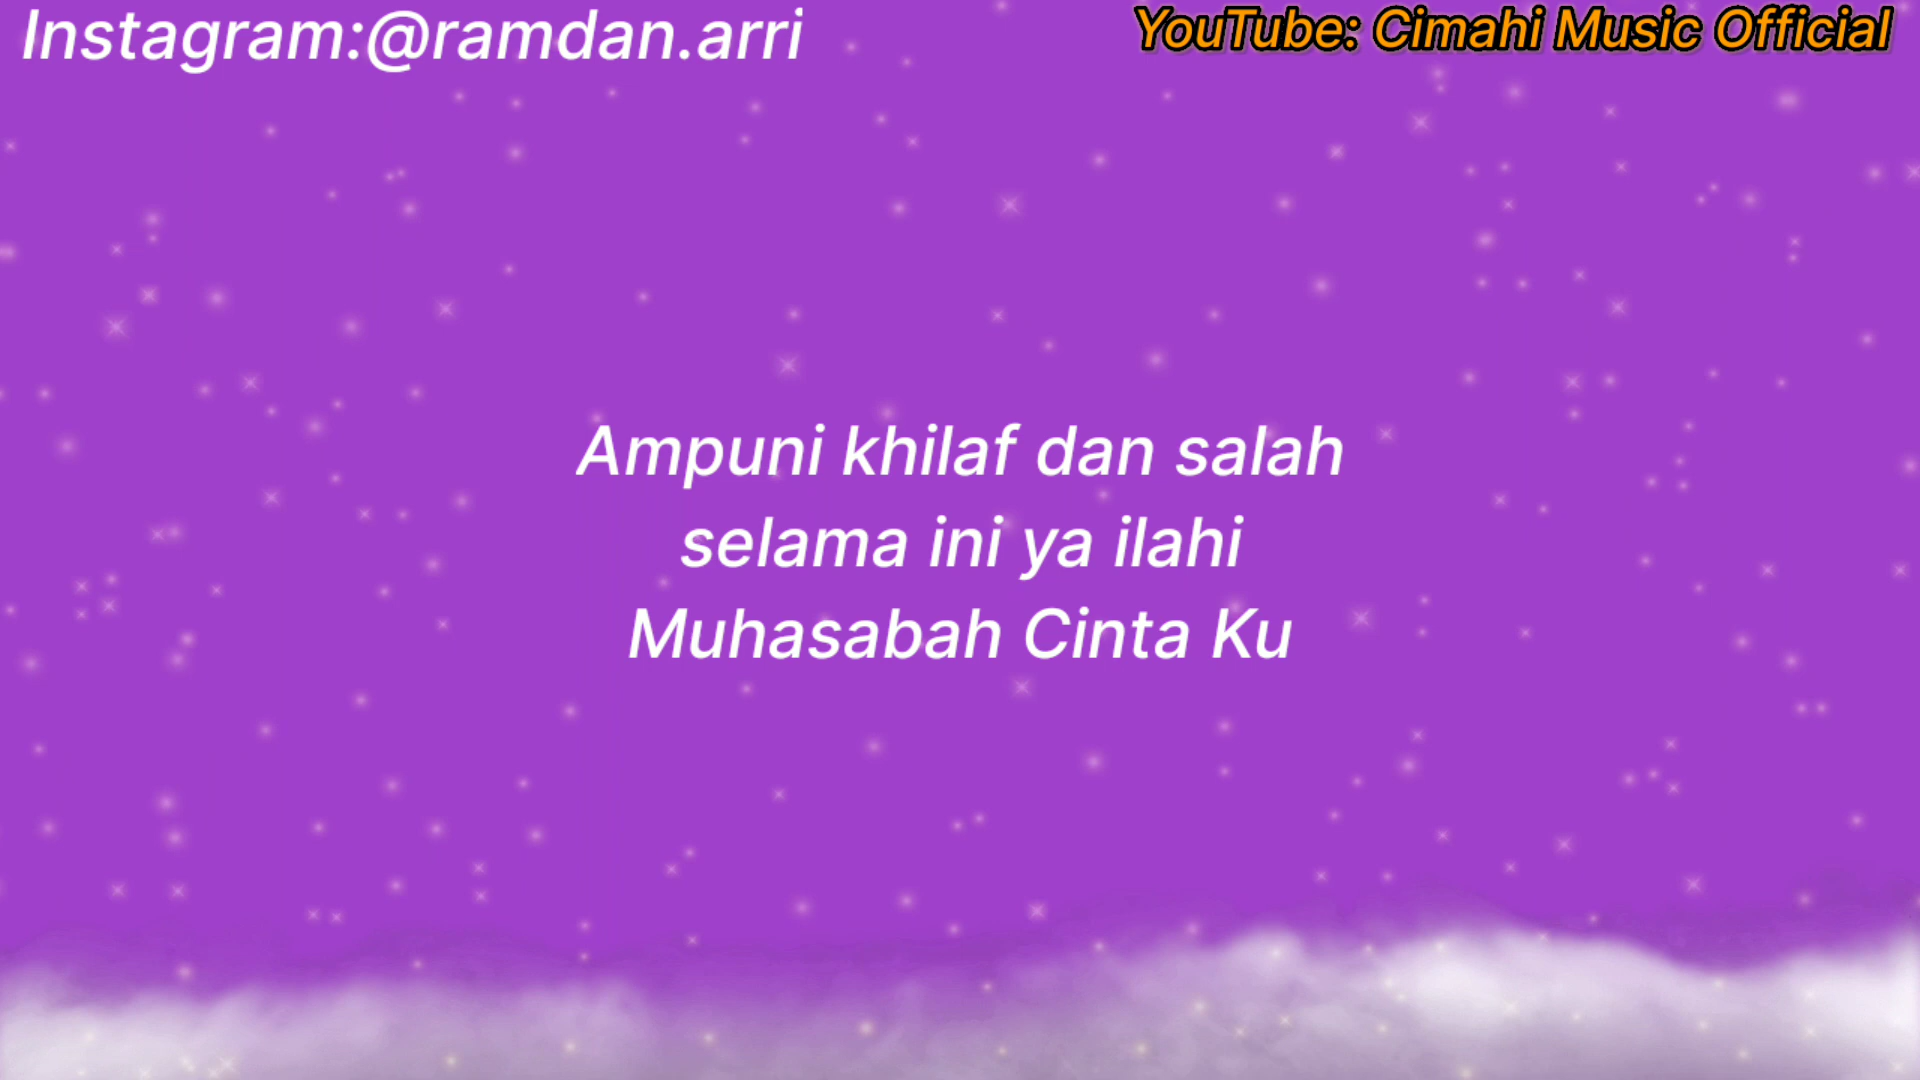 Instagram:@ramdan.arri
YouTube: Cimahi Music Official
Ampuni khilaf dan salah
selama ini ya ilahi
Muhasabah Cinta Ku